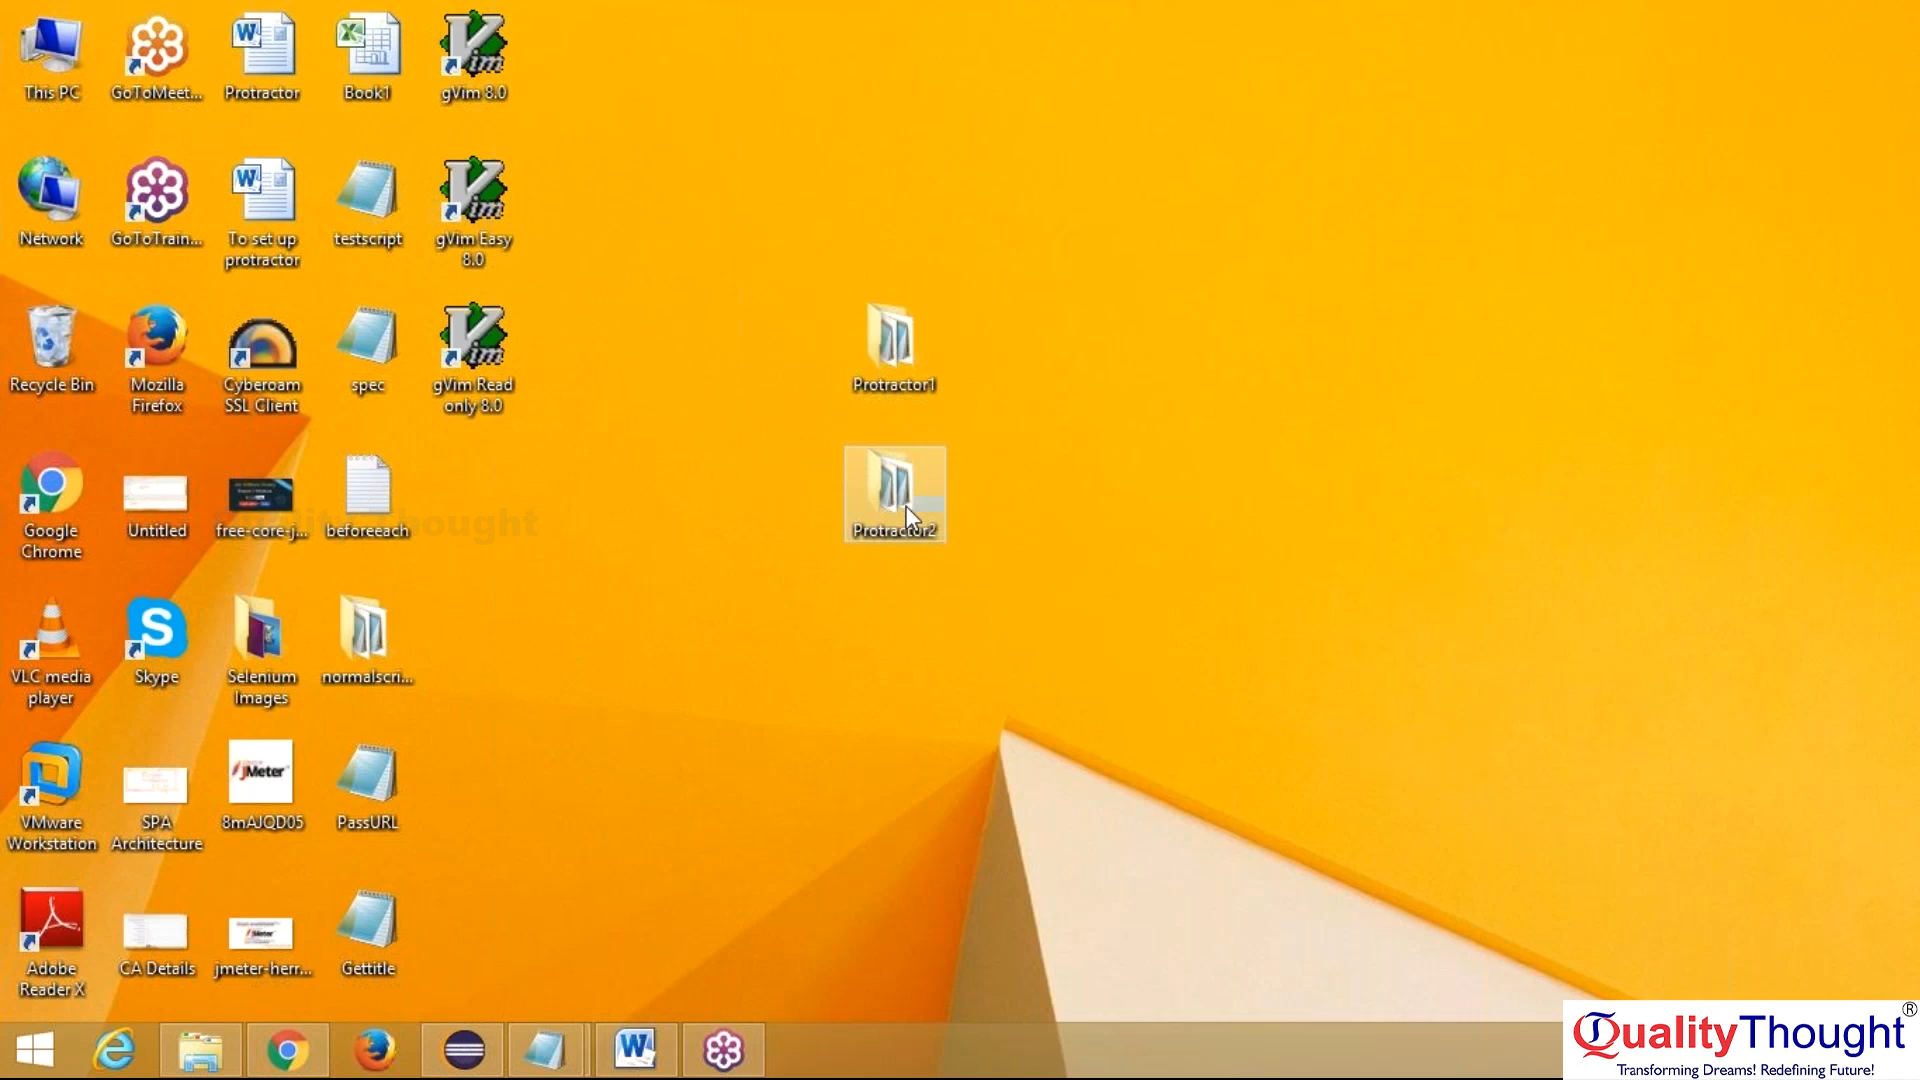 This PC
GoToMeet...
Protractor
Book1
gVim 8.0
Network
GoToTrain...
To set up
protractor
testscript
gVim Easy
8.0
Recycle Bin
Mozilla
Firefox
Cyberoam
SSL Client
spec
gVim Read
only 8.0
Protractor1
Google
Chrome
Untitled
free-core-j...
beforeeach
Protractor2
VLC media
player
Skype
Selenium
Images
normalscri...
VMware
Workstation
SPA
Architecture
JMeter
8mAJQD05
PassURL
Adobe
Reader X
CA Details
jmeter-herr...
Gettitle
QualityThought®
Transforming Dreams! Redefining Future!